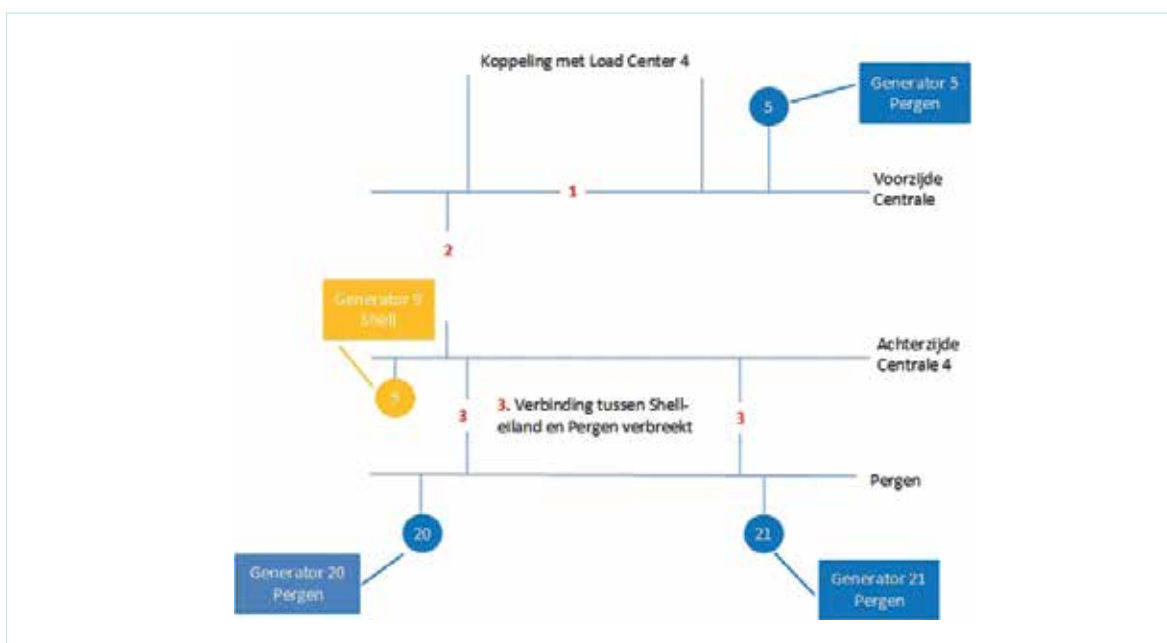 Koppeling met Load Center 4
Generator 5
Pergen
5
1
Voorzijde
Centrale
2
Generator 9
Shell
Achterzijde
Centrale 4
9
3
3. Verbinding tussen Shell-
eiland en Pergen verbreekt
3
Pergen
20
21
Generator 20
Pergen
Generator 21
Pergen